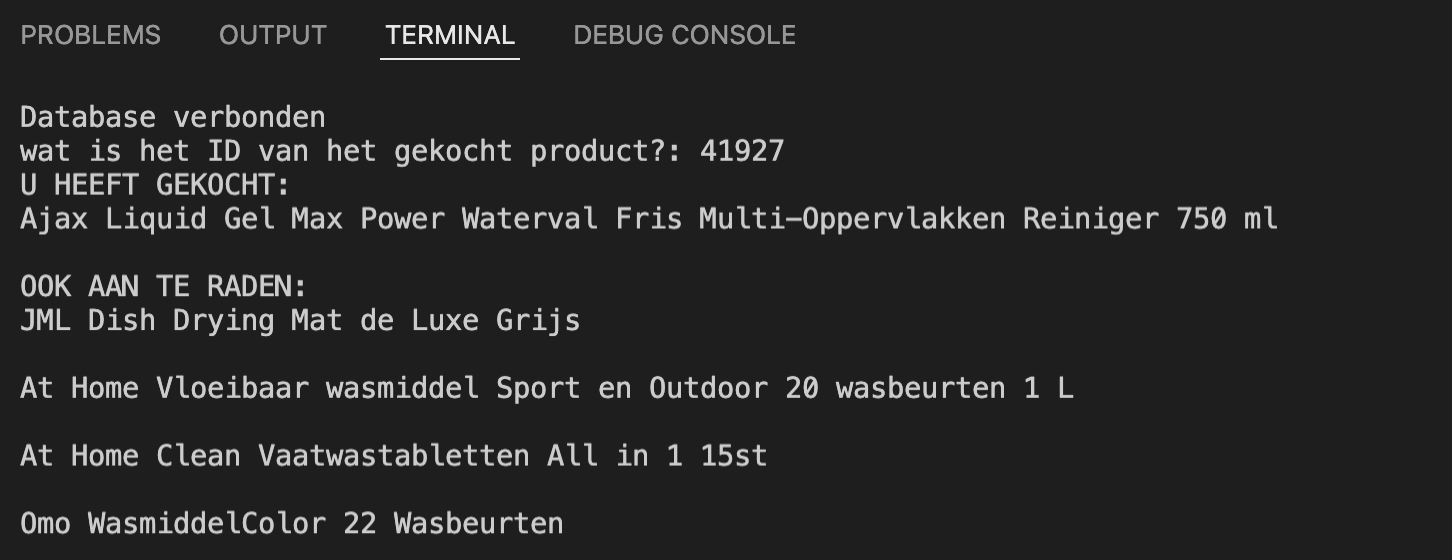 PROBLEMS OUTPUT TERMINAL DEBUG CONSOLE
Database verbonden
wat is het ID van het gekocht product?: 41927
U HEEFT GEKOCHT:
Ajax Liquid Gel Max Power Waterval Fris Multi-Oppervlakken Reiniger 750 ml
OOK AAN TE RADEN:
JML Dish Drying Mat de Luxe Grijs
At Home Vloeibaar wasmiddel Sport en Outdoor 20 wasbeurten 1 L
At Home Clean Vaatwastabletten All in 1 15st
Omo WasmiddelColor 22 Wasbeurten